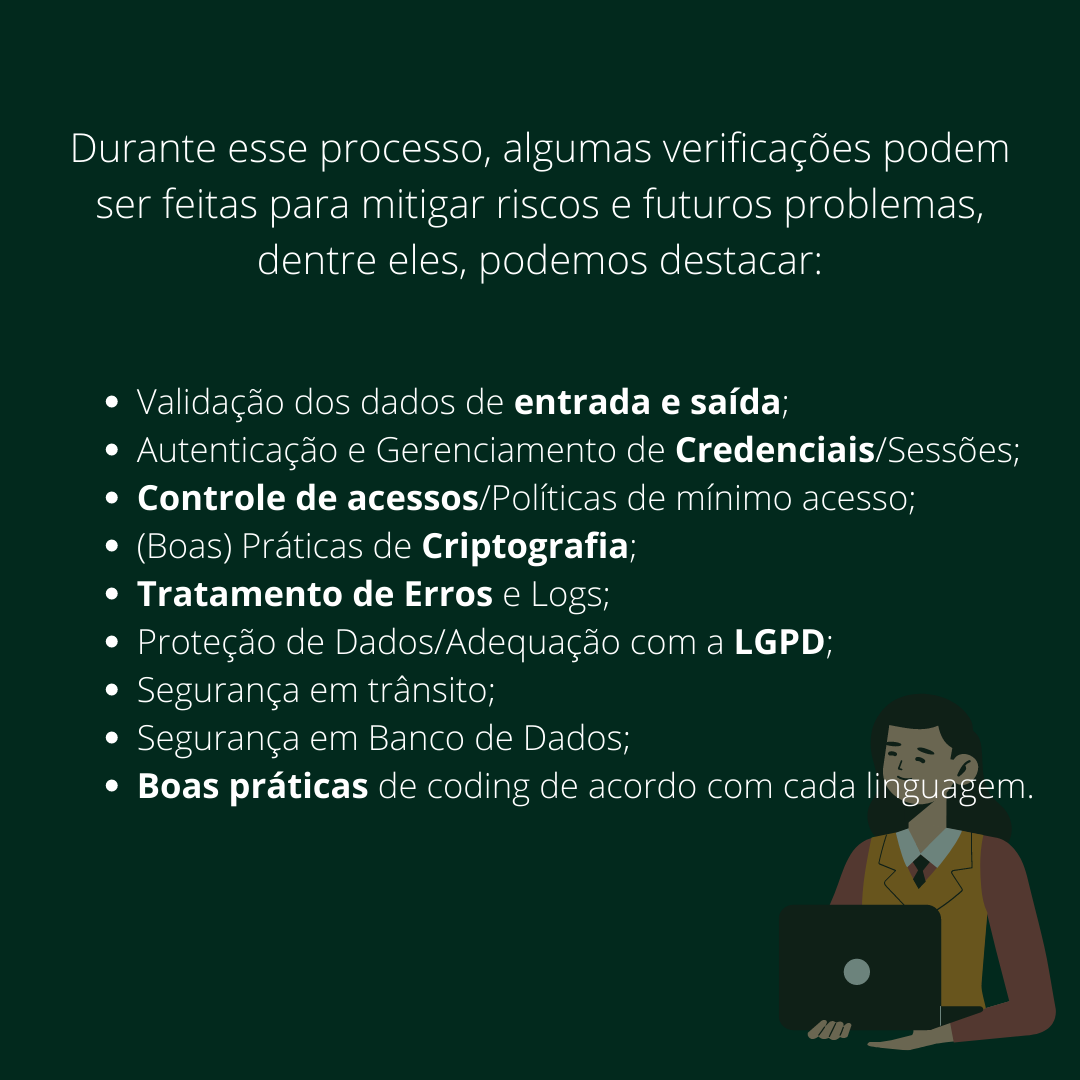 Durante esse processo, algumas verificações podem
ser feitas para mitigar riscos e futuros problemas,
dentre eles, podemos destacar:
• Validação dos dados de entrada e saída;
• Autenticação e Gerenciamento de Credenciais/Sessões;
• Controle de acessos/Políticas de mínimo acesso;
• (Boas) Práticas de Criptografia;
• Tratamento de Erros e Logs;
• Proteção de Dados/Adequação com a LGPD;
• Segurança em trânsito;
• Segurança em Banco de Dados;
• Boas práticas de coding de acordo com cada linguagem.